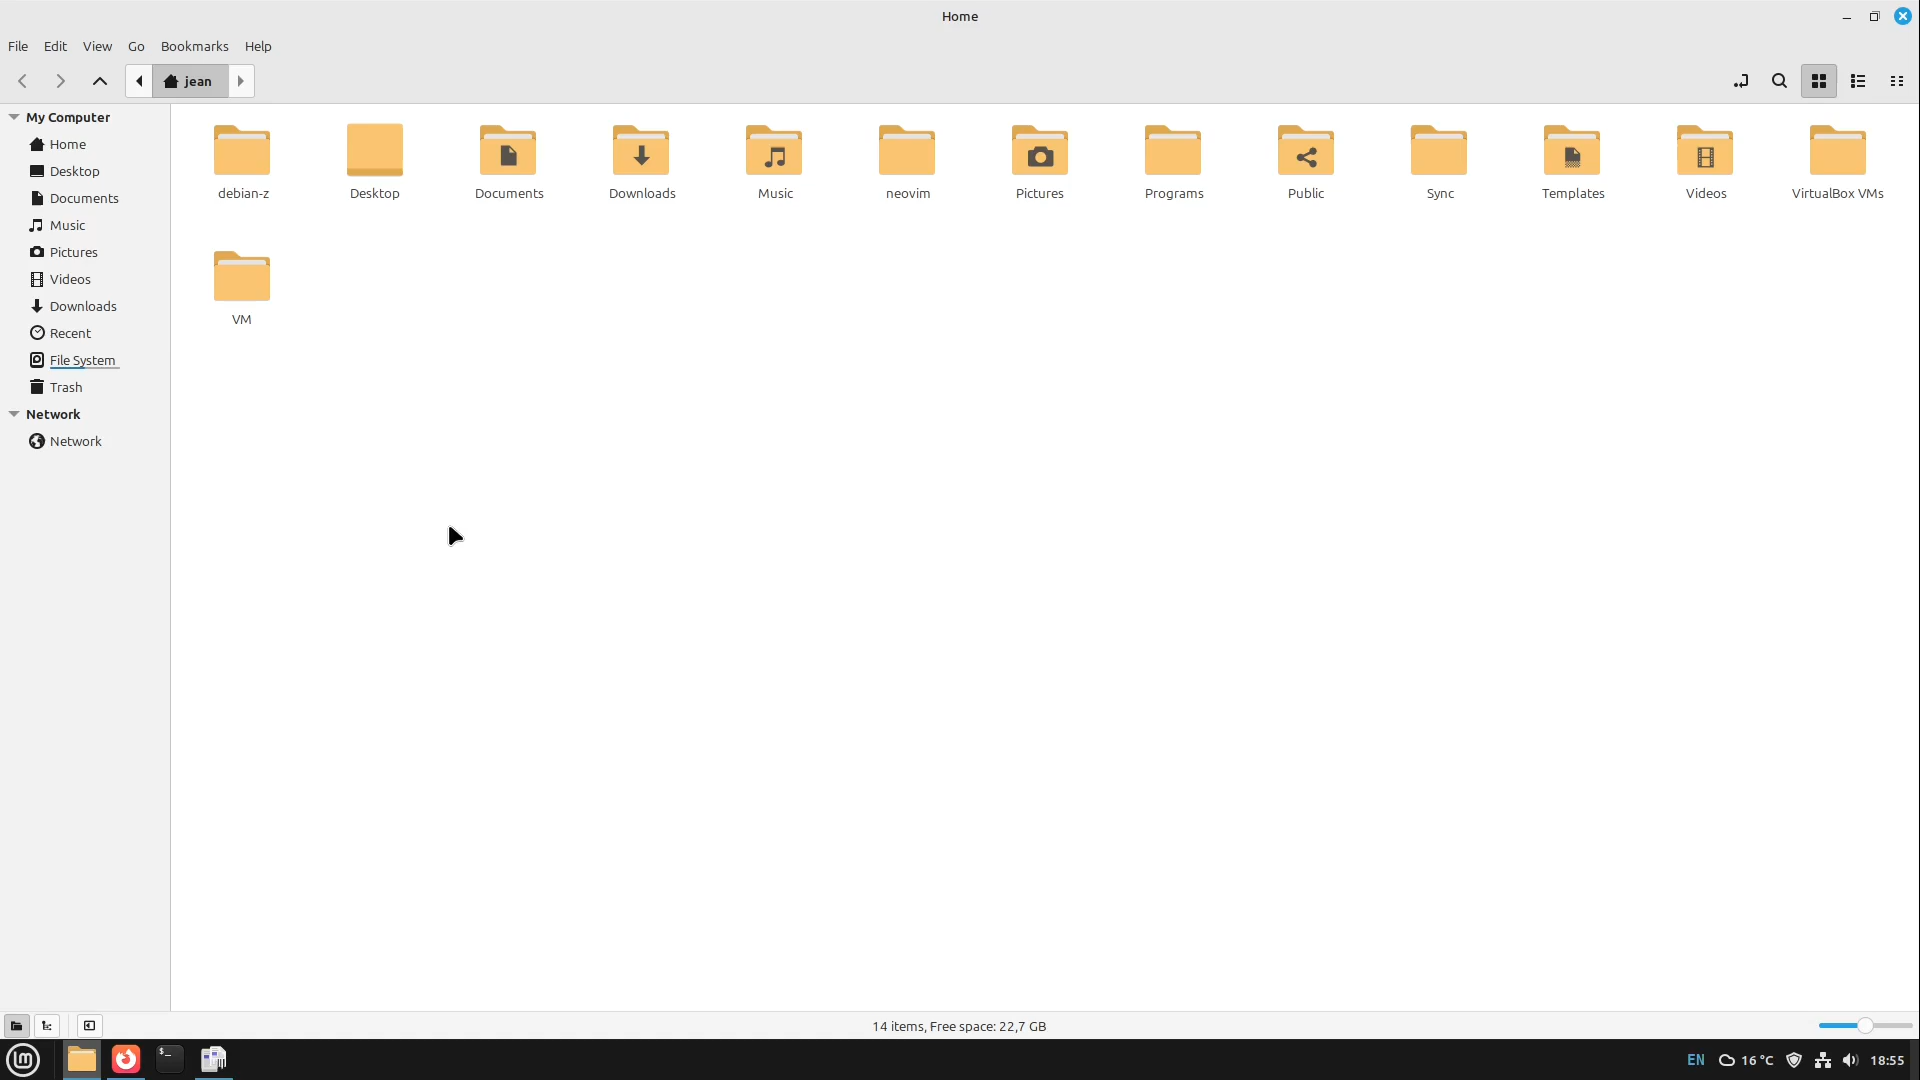 Home
File Edit View Go Bookmarks Help
jean
My Computer
Home
Desktop
Documents
Music
Pictures
Videos
Downloads
Recent
File System
Trash
Network
Network
debian-z Desktop Documents Downloads Music neovim Pictures Programs Public Sync Templates Videos VirtualBox VMs
VM
14 items, Free space: 22,7 GB
$_ EN 16 °C 18:55